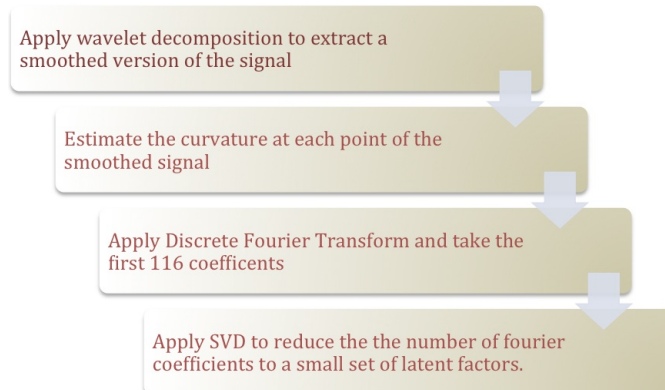 Apply wavelet decomposition to extract a
smoothed version of the signal
Estimate the curvature at each point of the
smoothed signal
Apply Discrete Fourier Transform and take the
first 116 coefficents
Apply SVD to reduce the the number of fourier
coefficients to a small set of latent factors.